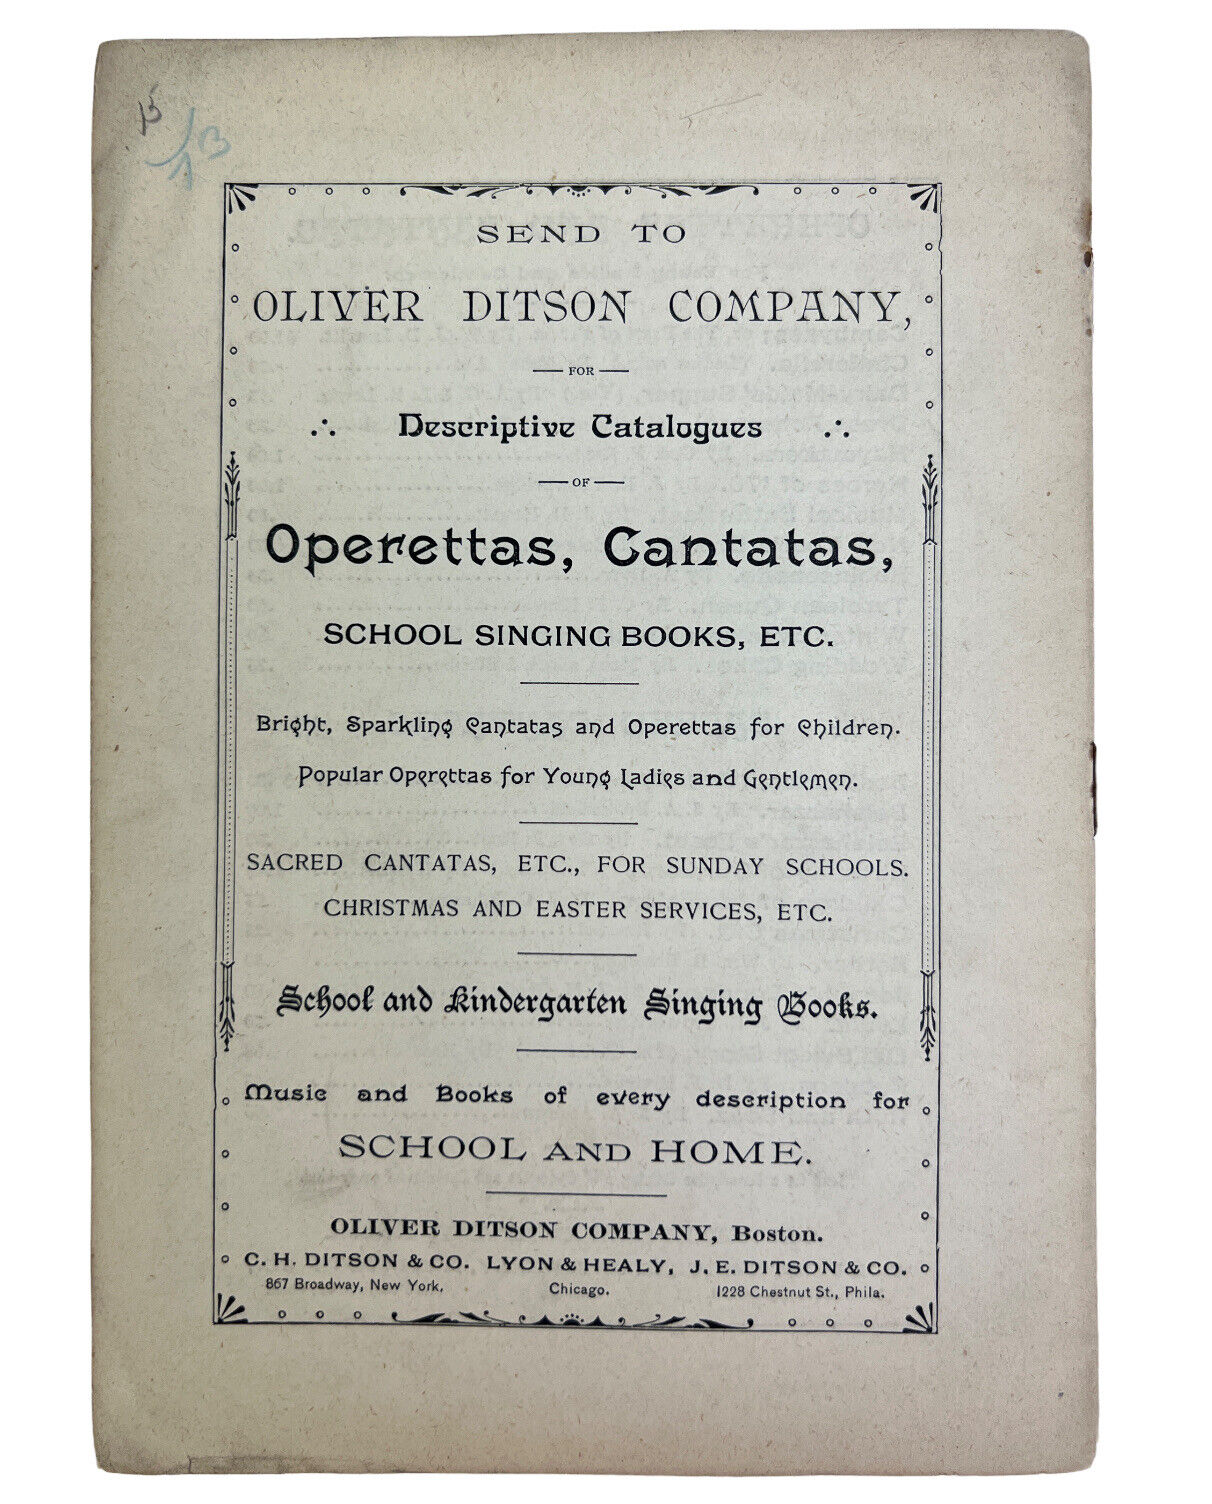 SEND TO
OLIVER DITSON COMPANY,
FOR
Descriptive Catalogues
OF
Operettas, Cantatas,
SCHOOL SINGING BOOKS, ETC.
Bright, Sparkling Cantatas and Operettas for Children.
Popular Operettas for Young Ladies and Gentlemen.
SACRED CANTATAS, ETC., FOR SUNDAY SCHOOLS.
CHRISTMAS AND EASTER SERVICES, ETC.
School and Kindergarten Singing Books.
Music and Books of every description for
SCHOOL AND HOME.
OLIVER DITSON COMPANY, Boston.
C. H. DITSON & CO. LYON & HEALY, J. E. DITSON & CO.
867 Broadway, New York, Chicago. 1228 Chestnut St., Phila.